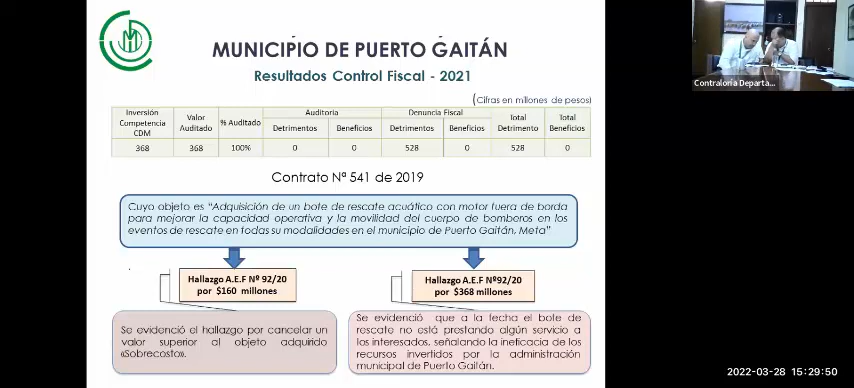 MUNICIPIO DE PUERTO GAITÁN
Resultados Control Fiscal - 2021
(Cifras en millones de pesos)
Inversión Competencia CDM
Valor Auditado
% Auditado
Auditoria
Denuncia Fiscal
Total Detrimento
Total Beneficios
Detrimentos
Beneficios
Detrimentos
Beneficios
368 368 100% 0 0 528 0 528 0
Contrato Nª 541 de 2019
Cuyo objeto es "Adquisición de un bote de rescate acuático con motor fuera de borda
para mejorar la capacidad operativa y la movilidad del cuerpo de bomberos en los
eventos de rescate en todas su modalidades en el municipio de Puerto Gaitán, Meta"
Hallazgo A.E.F Nº 92/20
por $160 millones
Hallazgo A.E.F Nº92/20
por $368 millones
Se evidenció el hallazgo por cancelar un
valor superior al objeto adquirido
«Sobrecosto».
Se evidenció que a la fecha el bote de
rescate no está prestando algún servicio a
los interesados, señalando la ineficacia de los
recursos invertidos por la administración
municipal de Puerto Gaitán.
Contraloría Departa...
2022-03-28 15:29:50